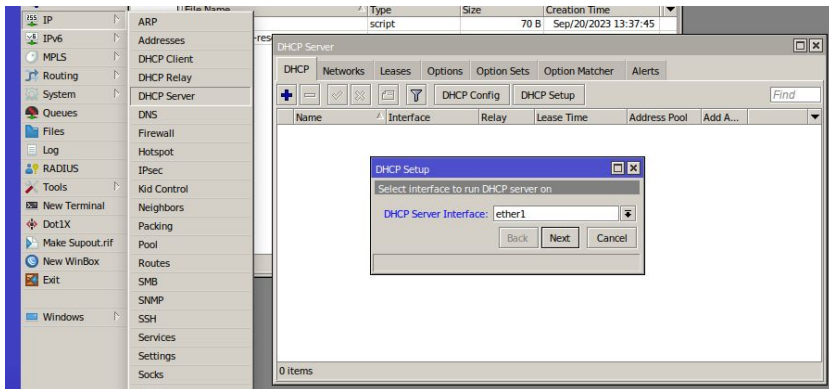 File Name Type Size Creation Time
script 70 B Sep/20/2023 13:37:45
-rese
IP
IPv6
MPLS
Routing
System
Queues
Files
Log
RADIUS
Tools
New Terminal
Dot1X
Make Supout.rif
New WinBox
Exit
Windows
ARP
Addresses
DHCP Client
DHCP Relay
DHCP Server
DNS
Firewall
Hotspot
IPsec
Kid Control
Neighbors
Packing
Pool
Routes
SMB
SNMP
SSH
Services
Settings
Socks
DHCP Server
DHCP Networks Leases Options Option Sets Option Matcher Alerts
DHCP Config DHCP Setup Find
Name Interface Relay Lease Time Address Pool Add A...
DHCP Setup
Select interface to run DHCP server on
DHCP Server Interface: ether1
Back Next Cancel
0 items